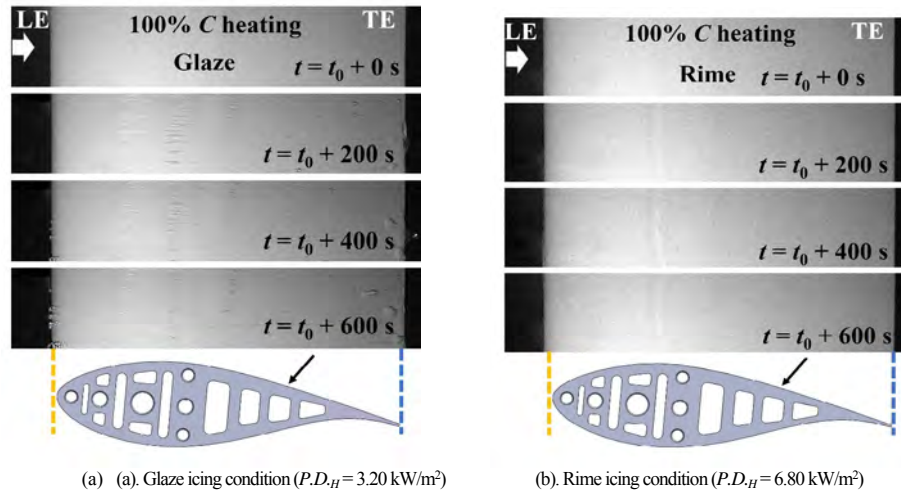 LE
100% C heating
TE
Glaze
t = t0 + 0 s
t = t0 + 200 s
t = t0 + 400 s
t = t0 + 600 s
(a) (a). Glaze icing condition (P.D.H = 3.20 kW/m²)
LE
100% C heating
TE
Rime
t = t0 + 0 s
t = t0 + 200 s
t = t0 + 400 s
t = t0 + 600 s
(b). Rime icing condition (P.D.H = 6.80 kW/m²)